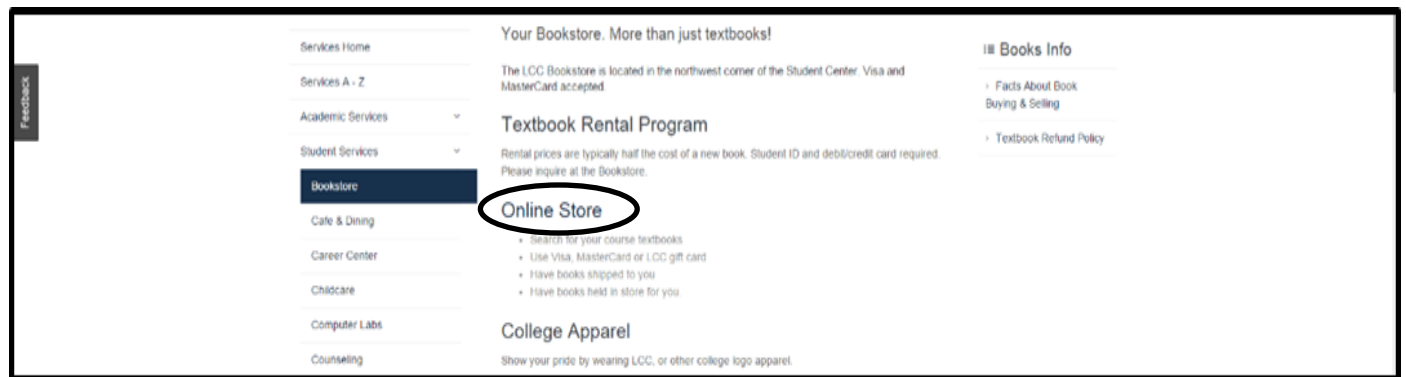 Feedback
Services Home
Services A - Z
Academic Services
Student Services
Bookstore
Cafe & Dining
Career Center
Childcare
Computer Labs
Counseling
Your Bookstore. More than just textbooks!
The LCC Bookstore is located in the northwest corner of the Student Center. Visa and
MasterCard accepted.
Textbook Rental Program
Rental prices are typically half the cost of a new book. Student ID and debit/credit card required.
Please inquire at the Bookstore.
Online Store
• Search for your course textbooks
• Use Visa, MasterCard or LCC gift card
• Have books shipped to you
• Have books held in store for you.
College Apparel
Show your pride by wearing LCC, or other college logo apparel.
Books Info
› Facts About Book
Buying & Selling
› Textbook Refund Policy